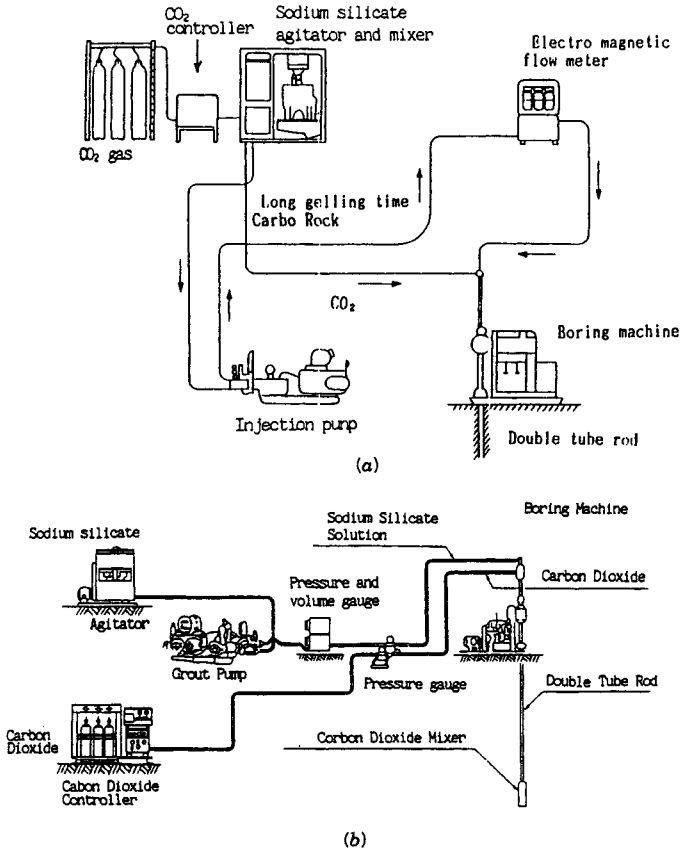 CO₂
controller
Sodium silicate
agitator and mixer
Electro magnetic
flow meter
CO₂ gas
Long gelling time
Carbo Rock
CO₂
Boring machine
Injection punp
Double tube rod
(a)
Boring Machine
Sodium Silicate
Solution
Sodium silicate
Pressure and
volume gauge
Carbon Dioxide
Agitator
Grout Pump
Pressure gauge
Double Tube Rod
Carbon
Dioxide
Corbon Dioxide Mixer
Cabon Dioxide
Controller
(b)